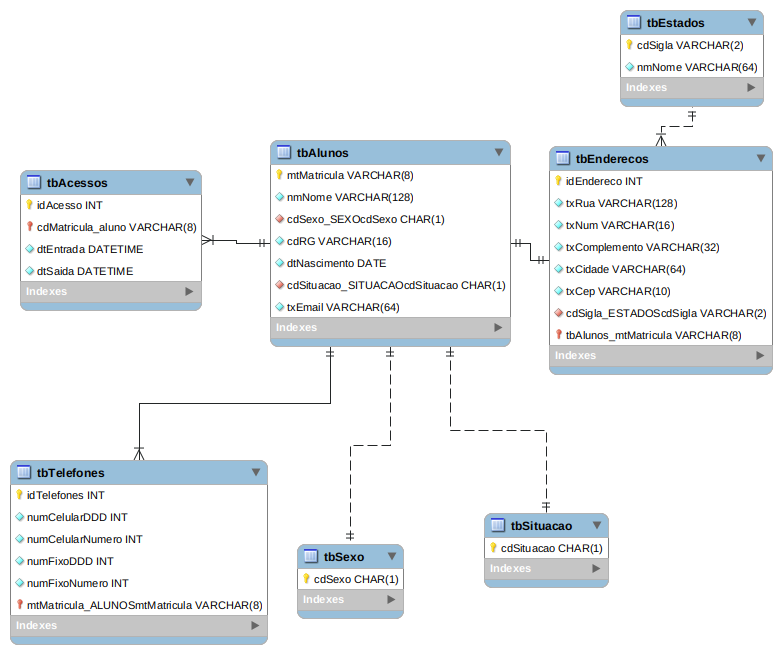 tbEstados
cdSigla VARCHAR(2)
nmNome VARCHAR(64)
Indexes
tbAlunos
mtMatricula VARCHAR(8)
nmNome VARCHAR(128)
cdSexo_SEXOcdSexo CHAR(1)
cdRG VARCHAR(16)
dtNascimento DATE
cdSituacao_SITUACAOcdSituacao CHAR(1)
txEmail VARCHAR(64)
Indexes
tbEnderecos
idEndereco INT
txRua VARCHAR(128)
txNum VARCHAR(16)
txComplemento VARCHAR(32)
txCidade VARCHAR(64)
txCep VARCHAR(10)
cdSigla_ESTADOScdSigla VARCHAR(2)
tbAlunos_mtMatricula VARCHAR(8)
Indexes
tbAcessos
idAcesso INT
cdMatricula_aluno VARCHAR(8)
dtEntrada DATETIME
dtSaida DATETIME
Indexes
tbTelefones
idTelefones INT
numCelularDDD INT
numCelularNumero INT
numFixoDDD INT
numFixoNumero INT
mtMatricula_ALUNOSmtMatricula VARCHAR(8)
Indexes
tbSexo
cdSexo CHAR(1)
Indexes
tbSituacao
cdSituacao CHAR(1)
Indexes